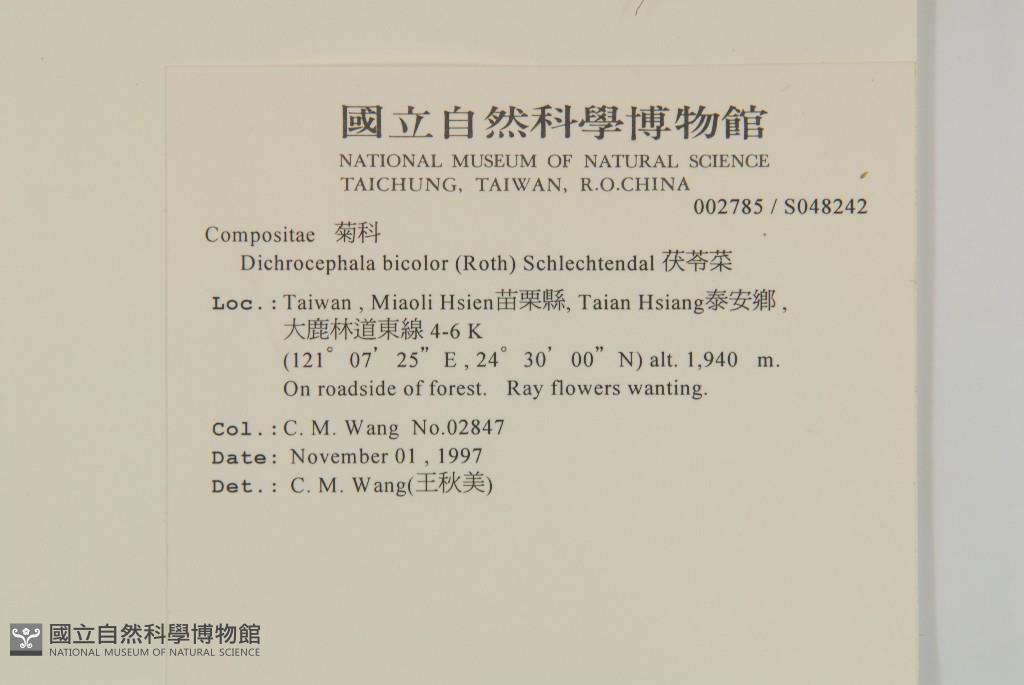 國立自然科學博物館
NATIONAL MUSEUM OF NATURAL SCIENCE
TAICHUNG, TAIWAN, R.O.CHINA
002785 / S048242
Compositae 菊科
Dichrocephala bicolor (Roth) Schlechtendal 茯苓菜
Loc.: Taiwan , Miaoli Hsien苗栗縣, Taian Hsiang泰安鄉 ,
大鹿林道東線 4-6 K
(121° 07’ 25” E , 24° 30’ 00” N) alt. 1,940 m.
On roadside of forest. Ray flowers wanting.
Col.: C. M. Wang No.02847
Date: November 01 , 1997
Det.: C. M. Wang(王秋美)
國立自然科學博物館
NATIONAL MUSEUM OF NATURAL SCIENCE